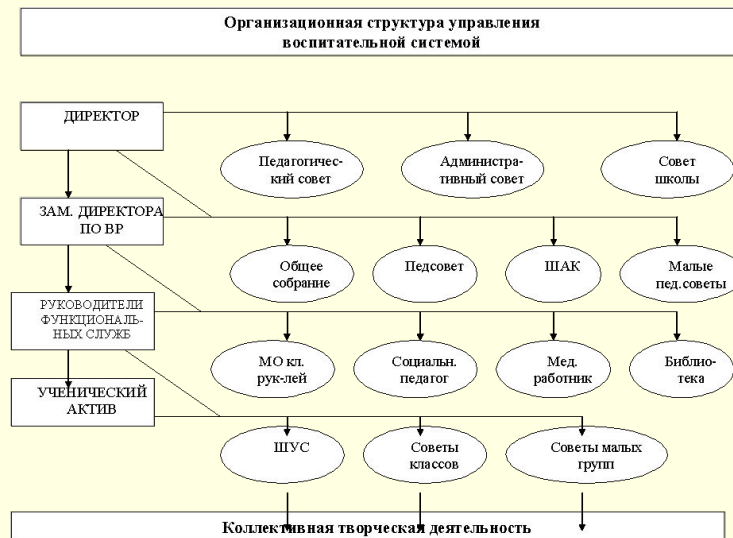 Организационная структура управления
воспитательной системой
ДИРЕКТОР
Педагогичес-
кий совет
Администра-
тивный совет
Совет
школы
ЗАМ. ДИРЕКТОРА
ПО ВР
Общее
собрание
Педсовет
ШАК
Малые
пед.советы
РУКОВОДИТЕЛИ
ФУНКЦИОНАЛЬ-
НЫХ СЛУЖБ
МО кл.
рук-лей
Социальн.
педагог
Мед.
работник
Библио-
тека
УЧЕНИЧЕСКИЙ
АКТИВ
ШУС
Советы
классов
Советы малых
групп
Коллективная творческая деятельность